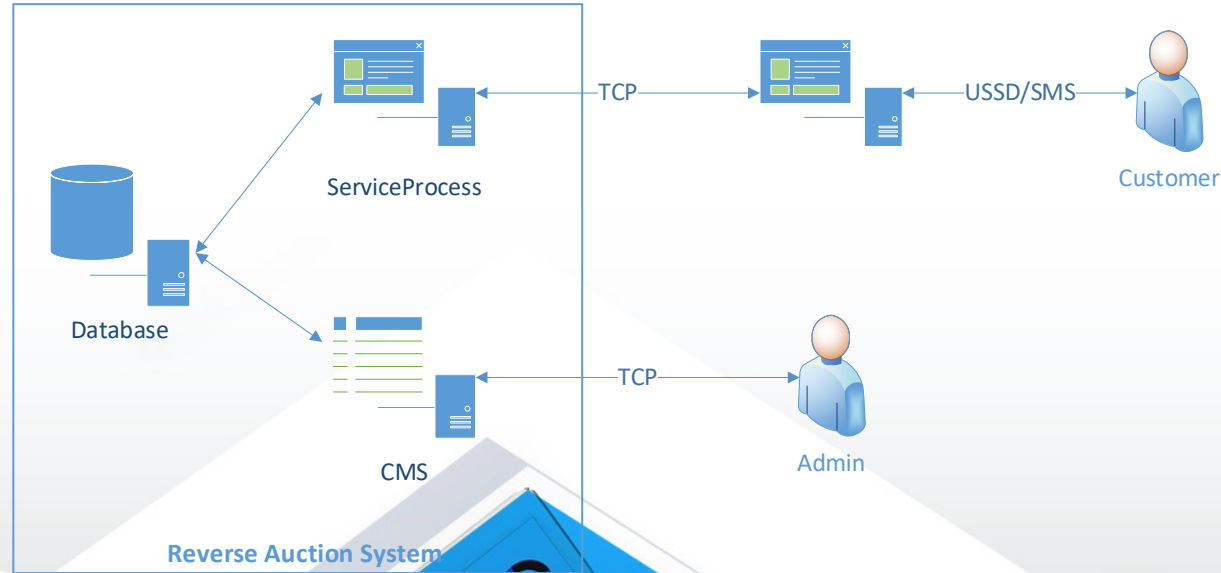 TCP
USSD/SMS
ServiceProcess
Customer
Database
TCP
CMS
Admin
Reverse Auction System